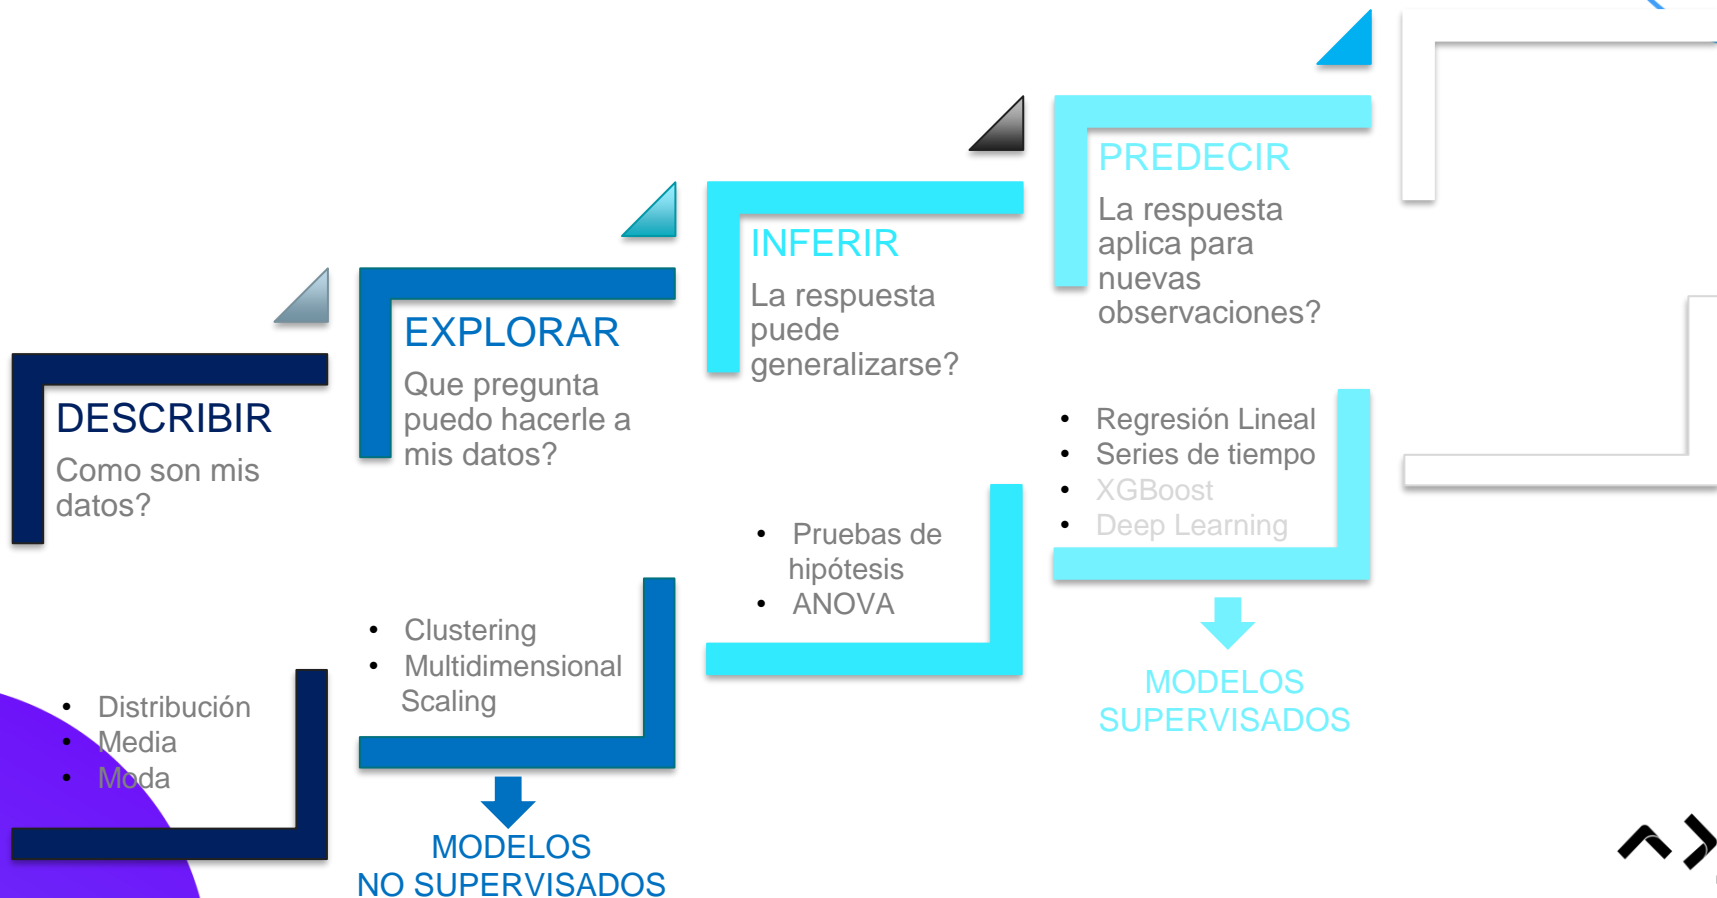 DESCRIBIR
Como son mis
datos?
• Distribución
• Media
• Moda
EXPLORAR
Que pregunta
puedo hacerle a
mis datos?
• Clustering
• Multidimensional
Scaling
MODELOS
NO SUPERVISADOS
INFERIR
La respuesta
puede
generalizarse?
• Pruebas de
hipótesis
• ANOVA
PREDECIR
La respuesta
aplica para
nuevas
observaciones?
• Regresión Lineal
• Series de tiempo
• XGBoost
• Deep Learning
MODELOS
SUPERVISADOS